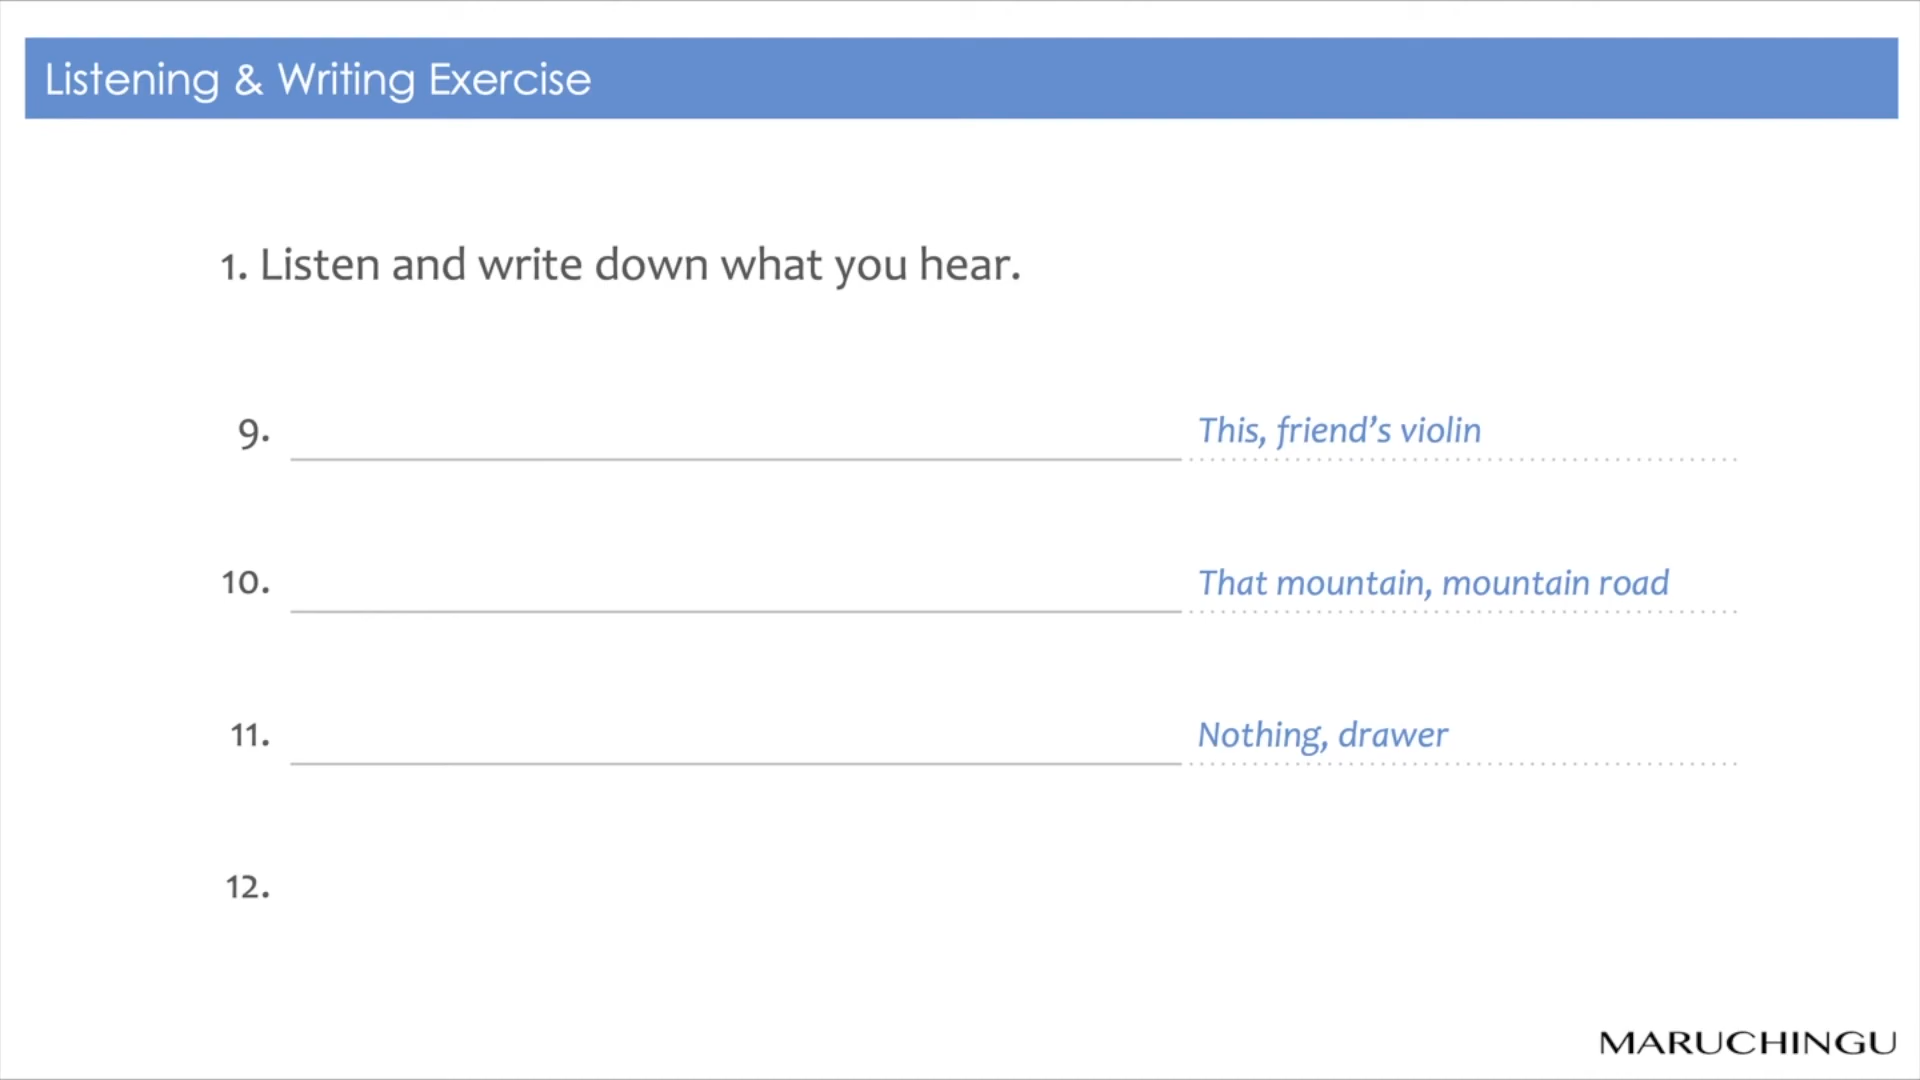 Listening & Writing Exercise
1. Listen and write down what you hear.
9. This, friend’s violin
10. That mountain, mountain road
11. Nothing, drawer
12.
MARUCHINGU